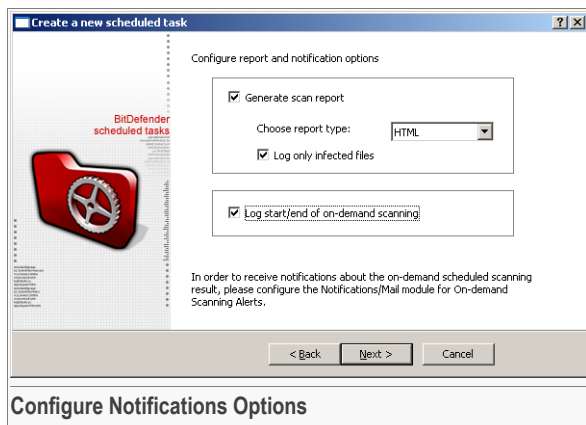 Create a new scheduled task
Configure report and notification options
Generate scan report
BitDefender
scheduled tasks
Choose report type:
HTML
Log only infected files
Log start/end of on-demand scanning
In order to receive notifications about the on-demand scheduled scanning
result, please configure the Notifications/Mail module for On-demand
Scanning Alerts.
< Back
Next >
Cancel
Configure Notifications Options